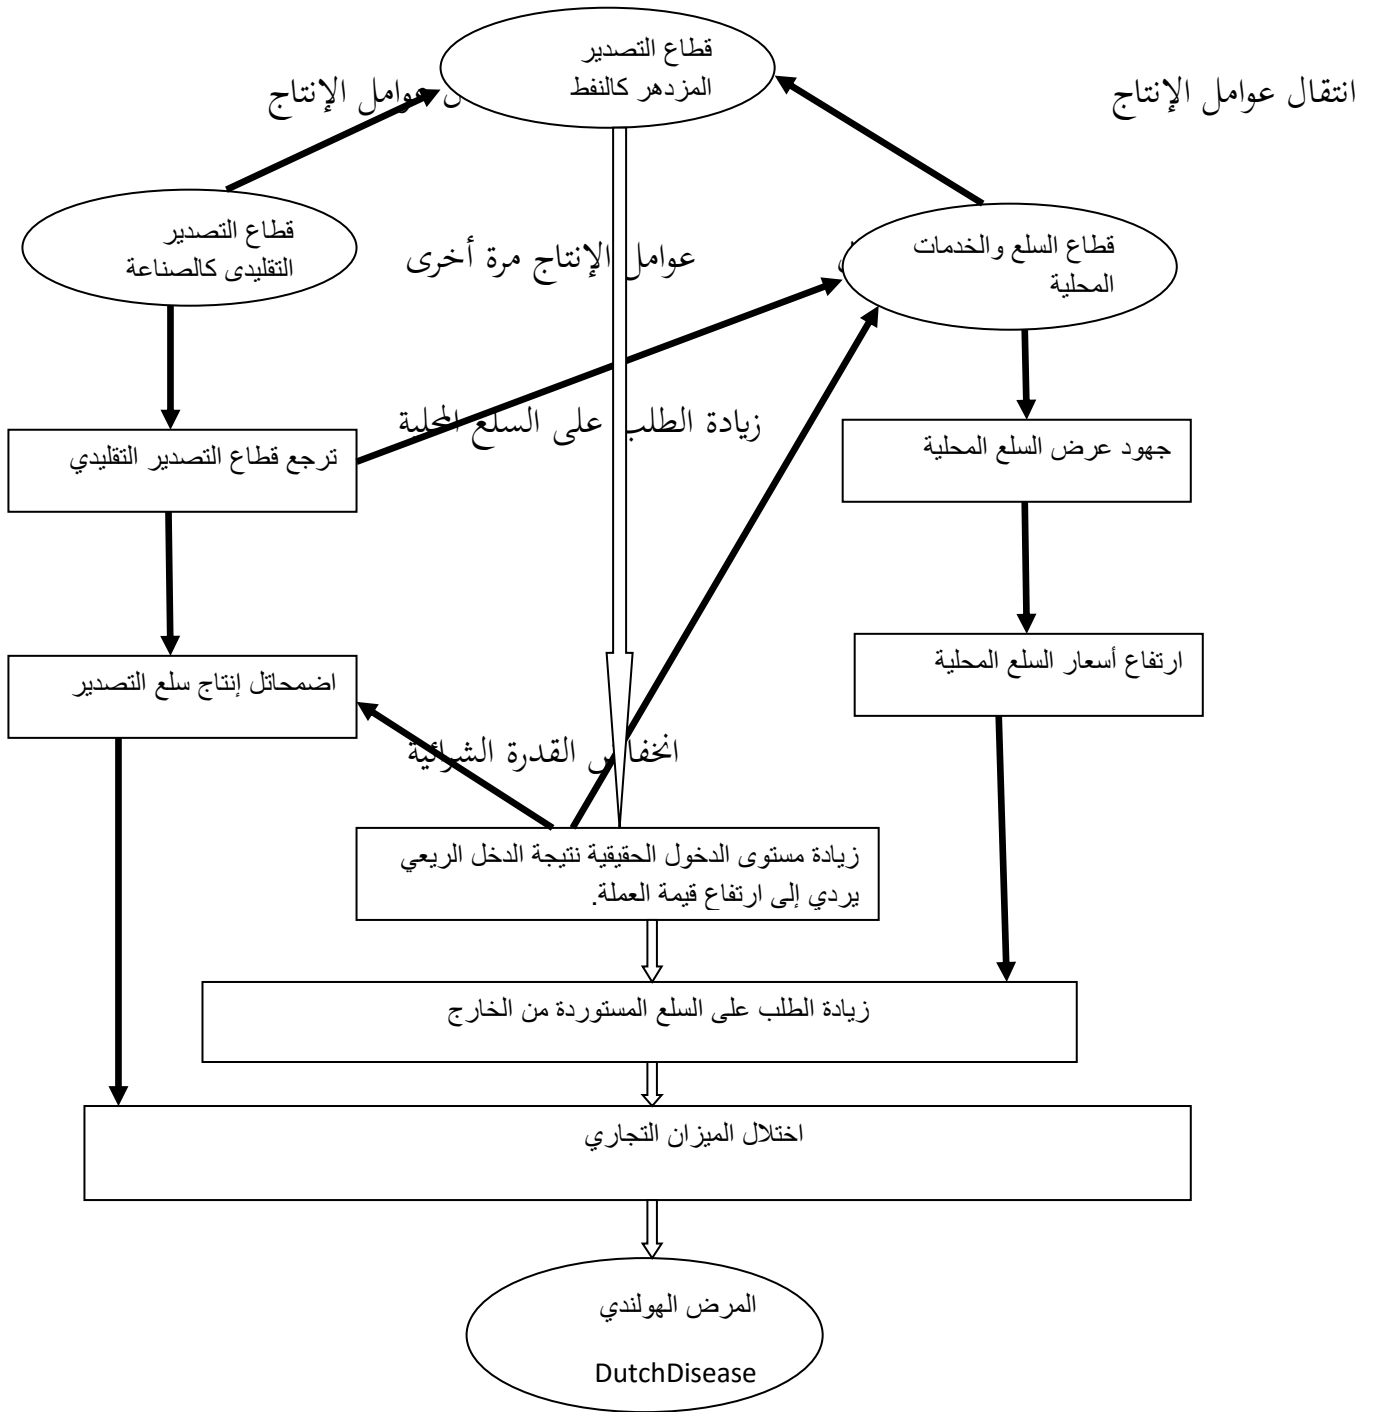 قطاع التصدير
المزدهر كالنفط
انتقال عوامل الإنتاج
عوامل الإنتاج
قطاع التصدير
التقليدى كالصناعة
قطاع السلع والخدمات
المحلية
عوامل الإنتاج مرة أخرى
زيادة الطلب على السلع المحلية
ترجع قطاع التصدير التقليدي
جهود عرض السلع المحلية
اضمحاتل إنتاج سلع التصدير
ارتفاع أسعار السلع المحلية
انخفاض القدرة الشرائية
زيادة مستوى الدخول الحقيقية نتيجة الدخل الريعي
يردي إلى ارتفاع قيمة العملة.
زيادة الطلب على السلع المستوردة من الخارج
اختلال الميزان التجاري
المرض الهولندي
DutchDisease